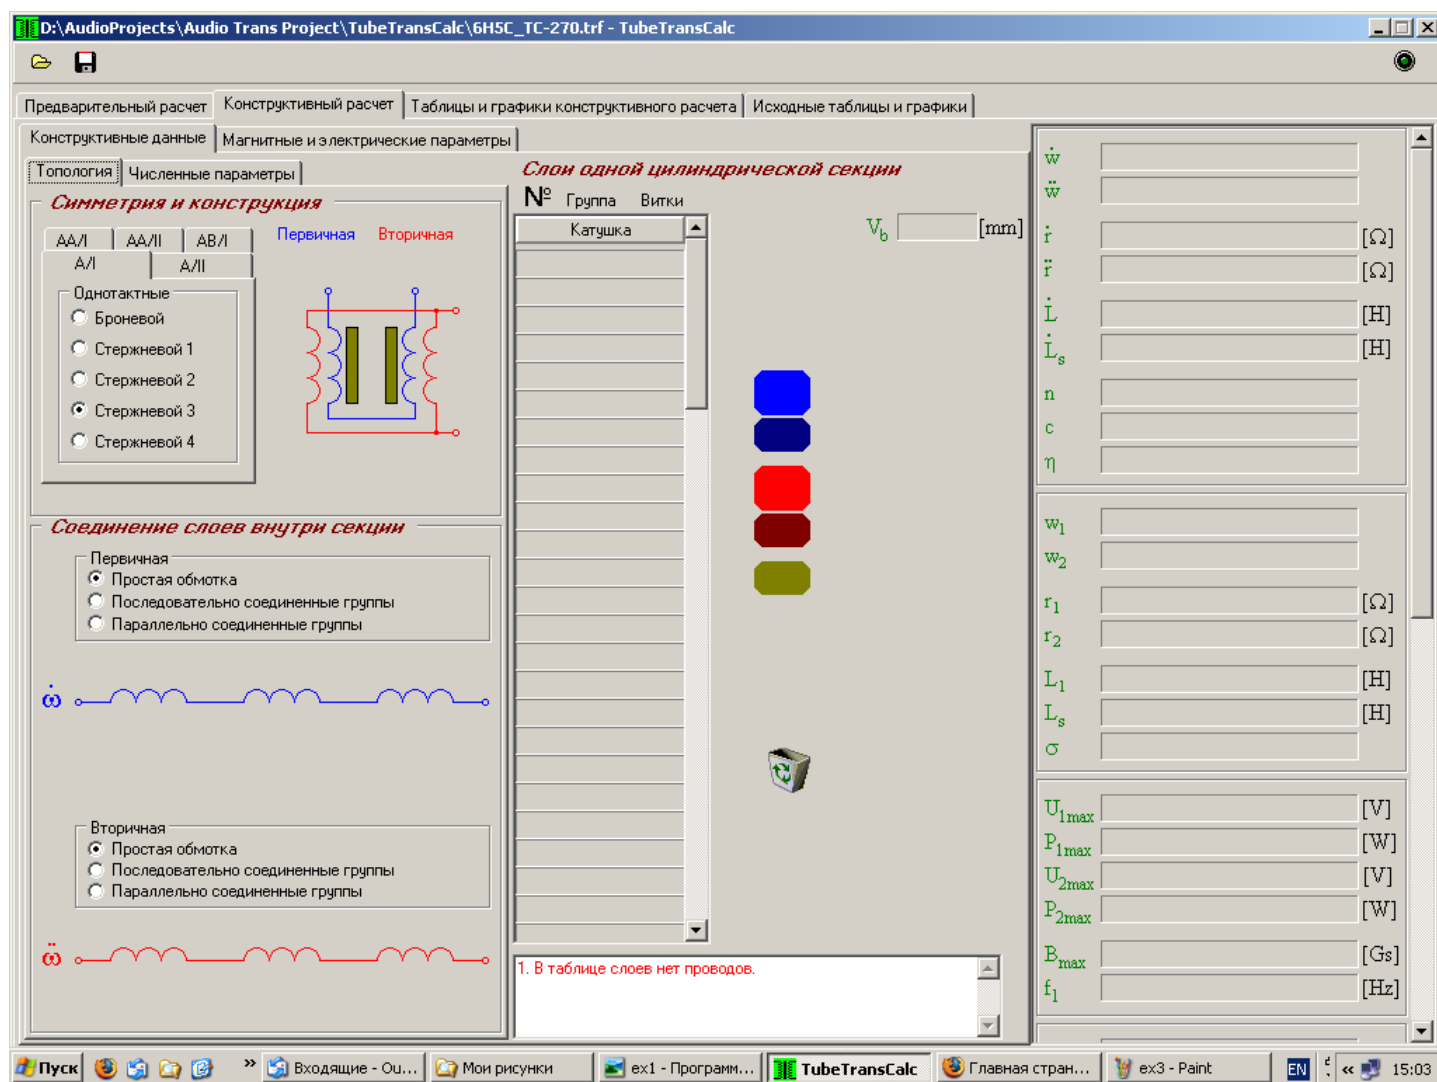 D:\AudioProjects\Audio Trans Project\TubeTransCalc\6H5C_TC-270.trf - TubeTransCalc
Предварительный расчет
Конструктивный расчет
Таблицы и графики конструктивного расчета
Исходные таблицы и графики
Конструктивные данные
Магнитные и электрические параметры
Топология
Численные параметры
Симметрия и конструкция
АА/I
АА/II
АВ/I
А/I
А/II
Первичная
Вторичная
Однотактные
Броневой
Стержневой 1
Стержневой 2
Стержневой 3
Стержневой 4
Соединение слоев внутри секции
Первичная
Простая обмотка
Последовательно соединенные группы
Параллельно соединенные группы
ω̇
Вторичная
Простая обмотка
Последовательно соединенные группы
Параллельно соединенные группы
ω̈
Слои одной цилиндрической секции
№ Группа Витки
Катушка
Vb [mm]
1. В таблице слоев нет проводов.
ẇ
ẅ
ṙ [Ω]
r̈ [Ω]
L̇ [H]
L̇s [H]
n
c
η
w1
w2
r1 [Ω]
r2 [Ω]
L1 [H]
Ls [H]
σ
U1max [V]
P1max [W]
U2max [V]
P2max [W]
Bmax [Gs]
f1 [Hz]
Пуск
»
Входящие - Ou...
Мои рисунки
ex1 - Программ...
TubeTransCalc
Главная стран...
ex3 - Paint
EN
«
15:03